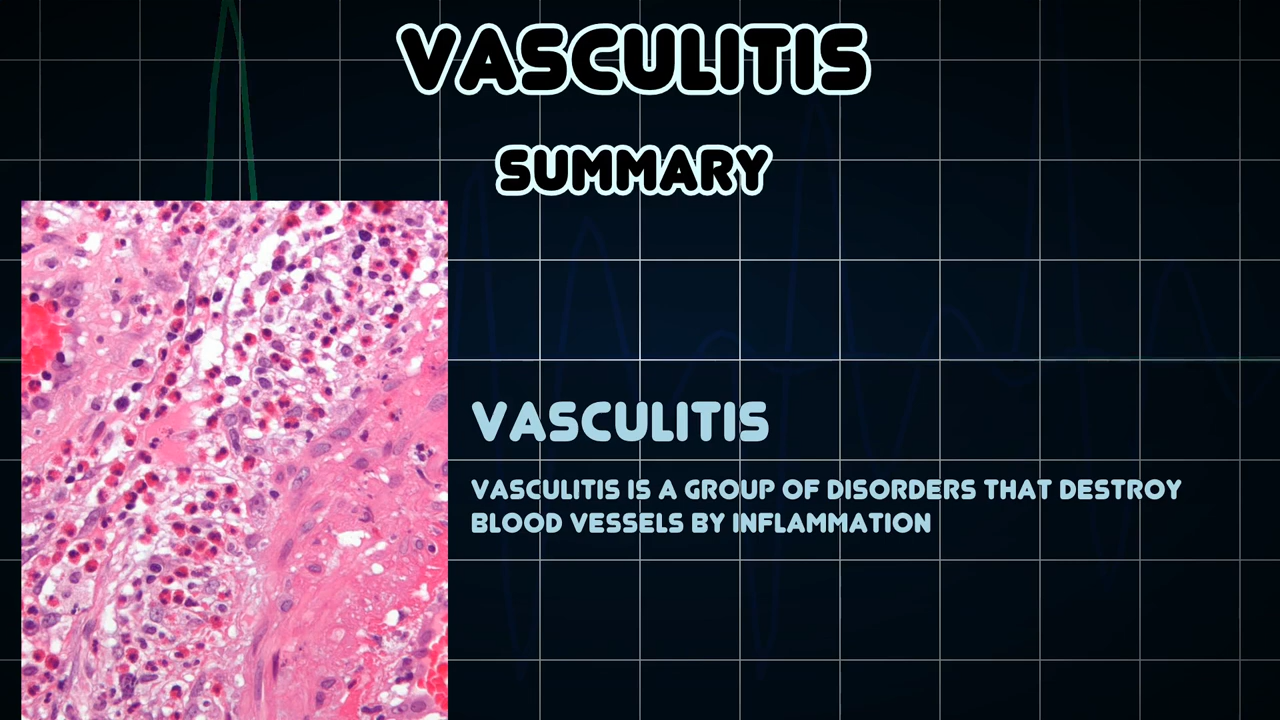 VASCULITIS
SUMMARY
VASCULITIS
VASCULITIS IS A GROUP OF DISORDERS THAT DESTROY
BLOOD VESSELS BY INFLAMMATION